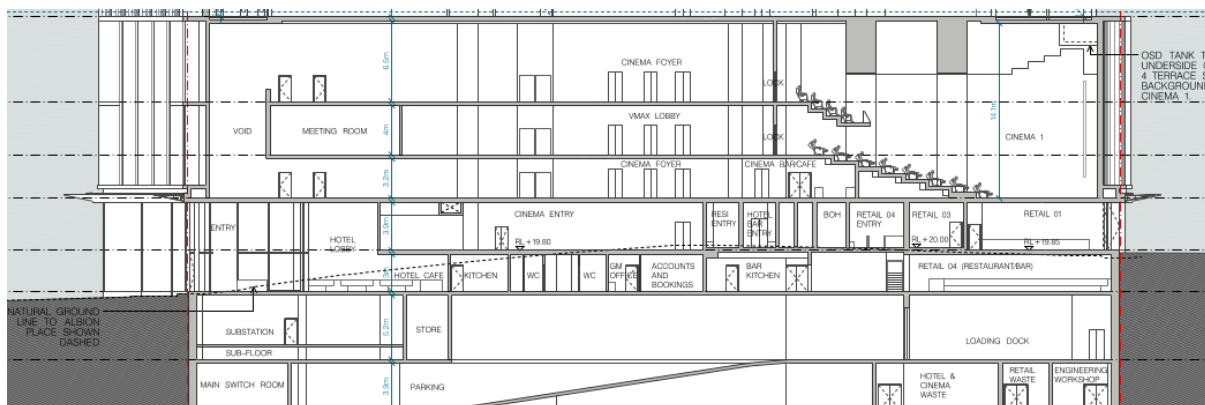 6.5m
CINEMA FOYER
LOCK
14.1m
OSD TANK T
UNDERSIDE
4 TERRACE S
BACKGROUND
CINEMA 1.
VOID
MEETING ROOM
4m
VMAX LOBBY
LOCK
CINEMA 1
3.2m
CINEMA FOYER
CINEMA BAR/CAFE
ENTRY
HOTEL
LOBBY
3.9m
CINEMA ENTRY
RL +19.80
RESI
ENTRY
HOTEL
BAR
ENTRY
BOH
RETAIL 04
ENTRY
RETAIL 03
RL +20.00
RETAIL 01
RL +19.85
3m
HOTEL CAFE
KITCHEN
WC
WC
GM
OFFICE
ACCOUNTS
AND
BOOKINGS
BAR
KITCHEN
RETAIL 04 (RESTAURANT/BAR)
NATURAL GROUND
LINE TO ALBION
PLACE SHOWN
DASHED
SUBSTATION
SUB-FLOOR
5.2m
STORE
LOADING DOCK
MAIN SWITCH ROOM
3.9m
PARKING
HOTEL &
CINEMA
WASTE
RETAIL
WASTE
ENGINEERING
WORKSHOP